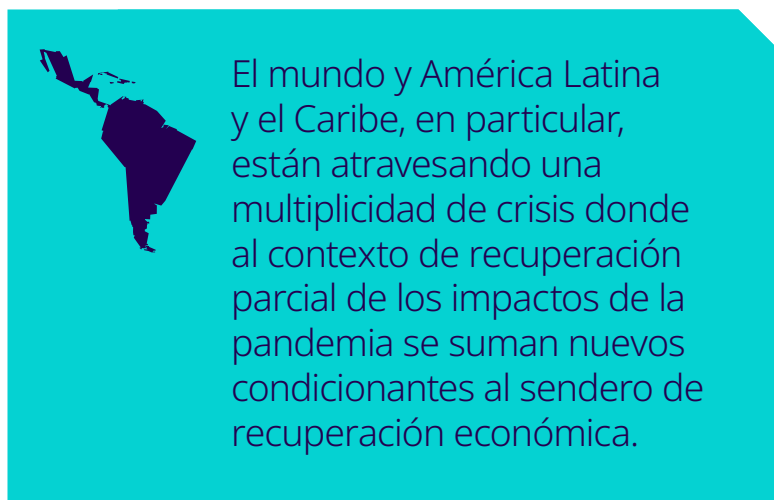 El mundo y América Latina
y el Caribe, en particular,
están atravesando una
multiplicidad de crisis donde
al contexto de recuperación
parcial de los impactos de la
pandemia se suman nuevos
condicionantes al sendero de
recuperación económica.